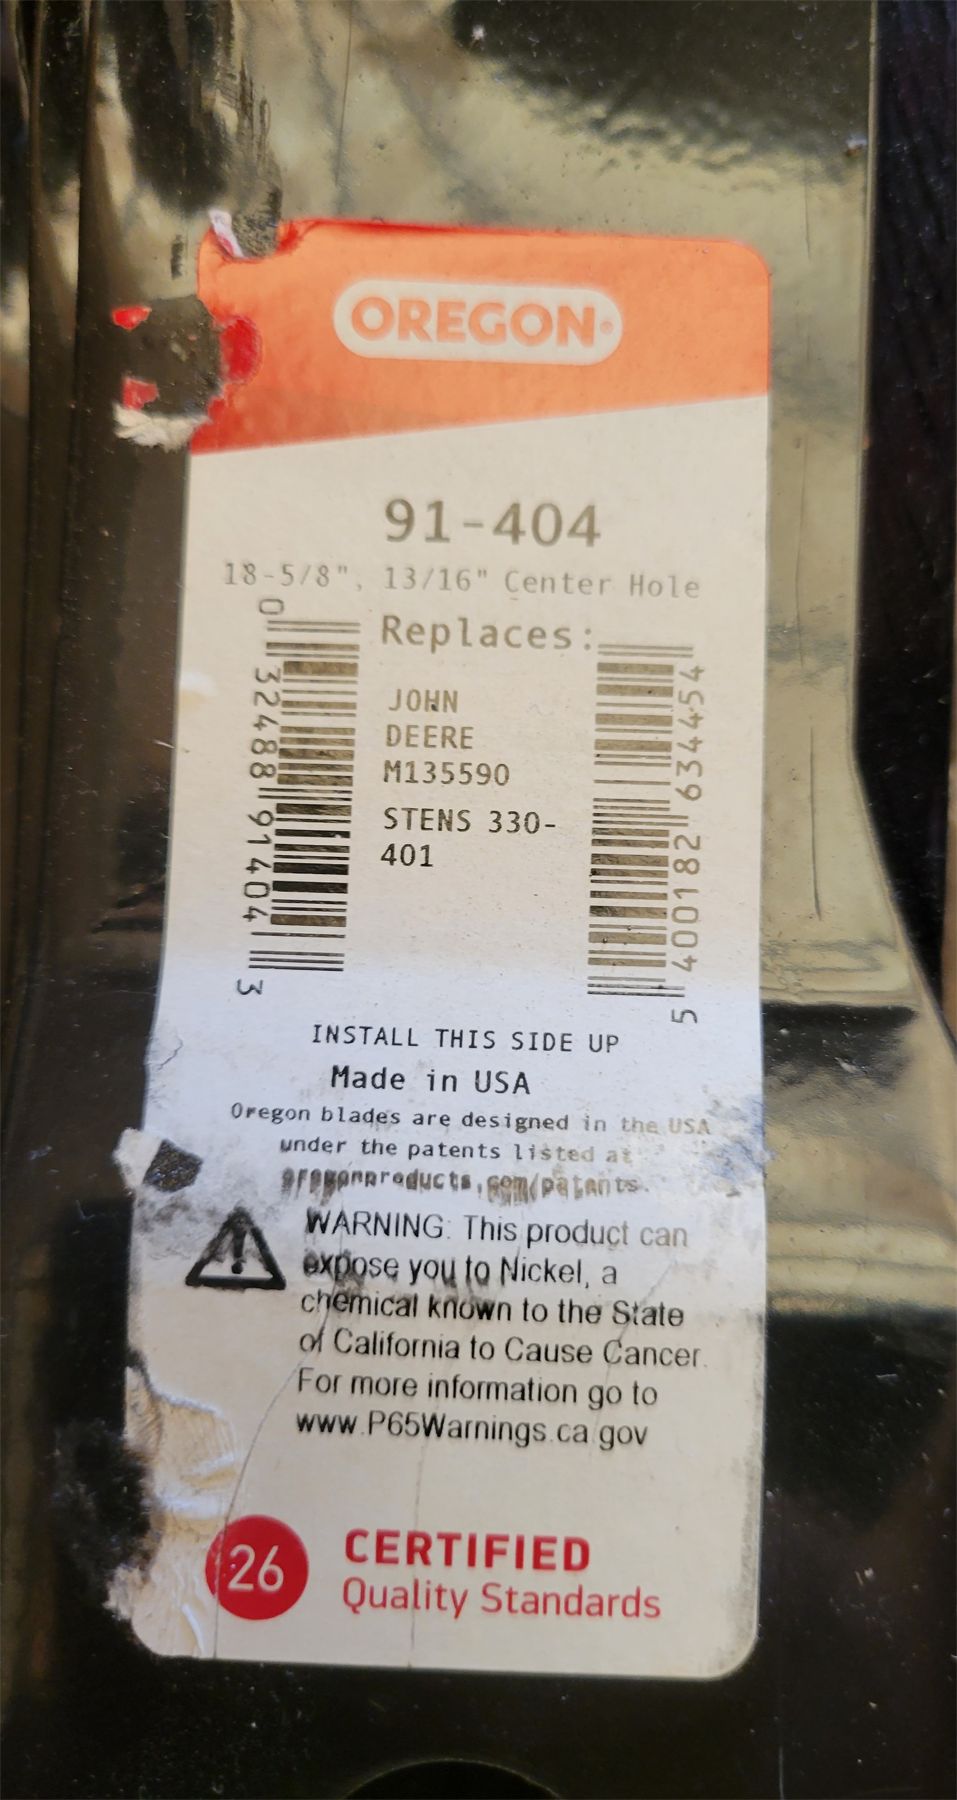 OREGON
91-404
18-5/8", 13/16" Center Hole
Replaces:
JOHN
DEERE
M135590
STENS 330-
401
0 32488 91404 3
5 400182 634454
INSTALL THIS SIDE UP
Made in USA
Oregon blades are designed in the USA
under the patents listed at
oregonproducts.com/patents.
WARNING: This product can
expose you to Nickel, a
chemical known to the State
of California to Cause Cancer.
For more information go to
www.P65Warnings.ca.gov
26
CERTIFIED
Quality Standards